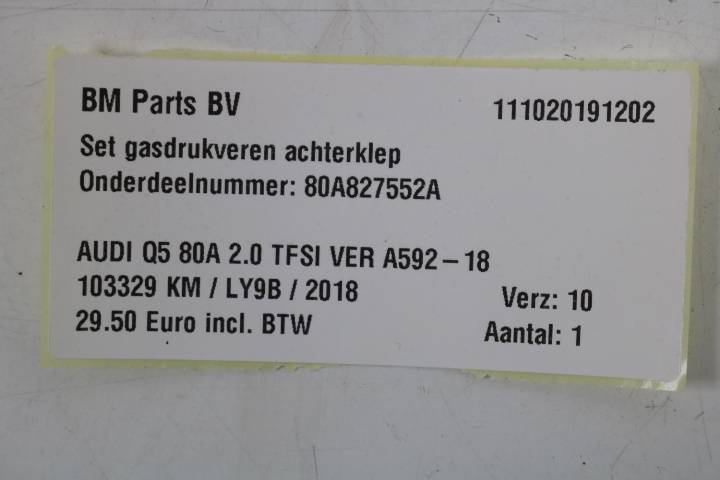 BM Parts BV 111020191202
Set gasdrukveren achterklep
Onderdeelnummer: 80A827552A
AUDI Q5 80A 2.0 TFSI VER A592-18
103329 KM / LY9B / 2018 Verz: 10
29.50 Euro incl. BTW Aantal: 1